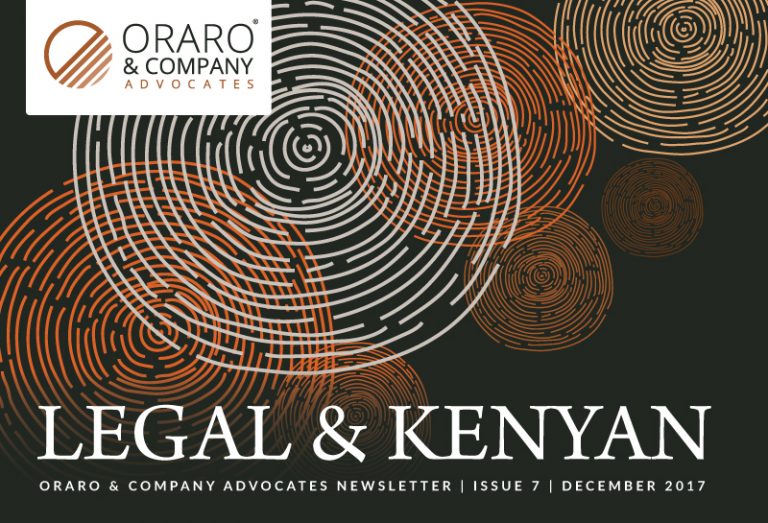 ORARO®
& COMPANY
ADVOCATES
LEGAL & KENYAN
ORARO & COMPANY ADVOCATES NEWSLETTER | ISSUE 7 | DECEMBER 2017